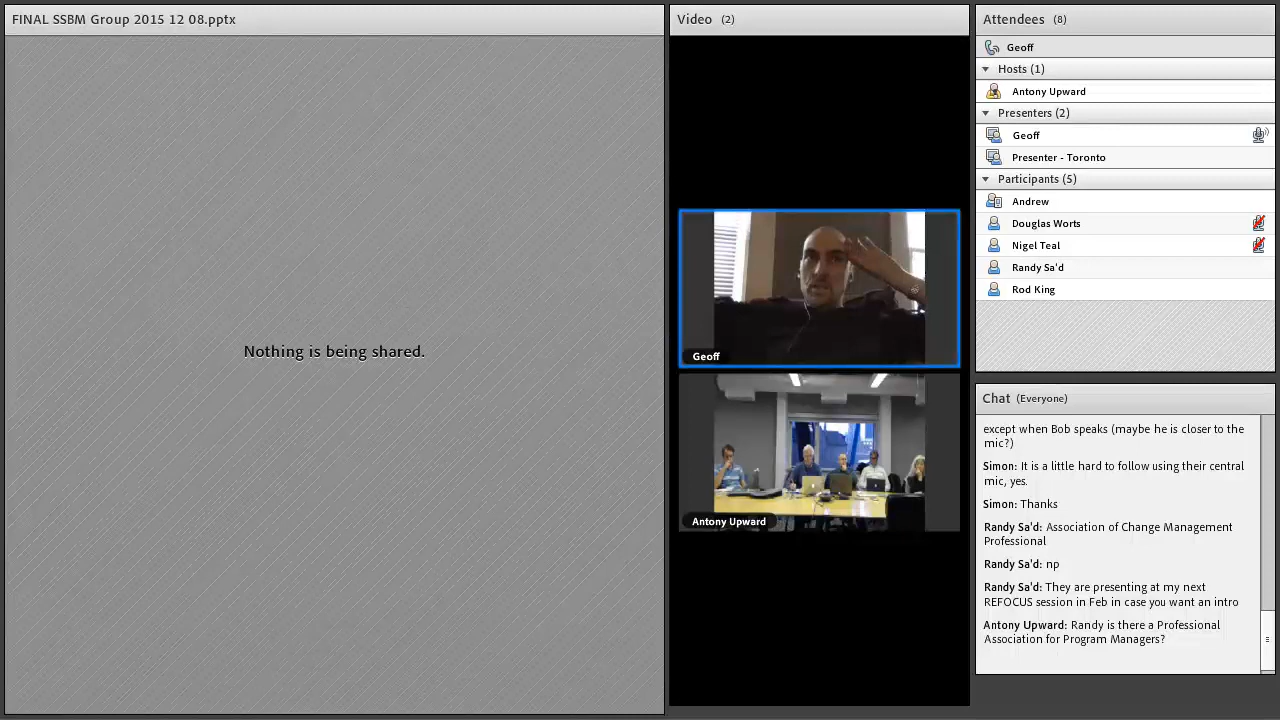 FINAL SSBM Group 2015 12 08.pptx
Nothing is being shared.
Video (2)
Geoff
Antony Upward
Attendees (8)
Geoff
Hosts (1)
Antony Upward
Presenters (2)
Geoff
Presenter - Toronto
Participants (5)
Andrew
Douglas Worts
Nigel Teal
Randy Sa'd
Rod King
Chat (Everyone)
except when Bob speaks (maybe he is closer to the
mic?)
Simon: It is a little hard to follow using their central
mic, yes.
Simon: Thanks
Randy Sa'd: Association of Change Management
Professional
Randy Sa'd: np
Randy Sa'd: They are presenting at my next
REFOCUS session in Feb in case you want an intro
Antony Upward: Randy is there a Professional
Association for Program Managers?